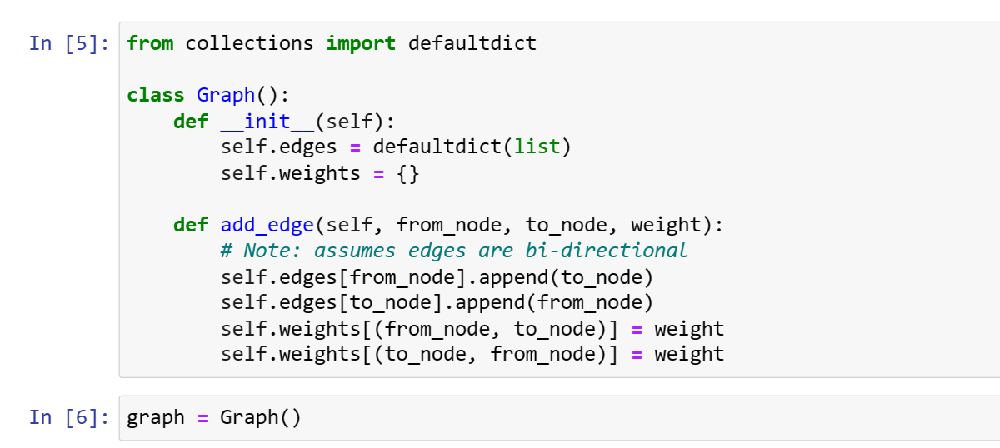 In [5]: from collections import defaultdict
class Graph():
    def __init__(self):
        self.edges = defaultdict(list)
        self.weights = {}
    def add_edge(self, from_node, to_node, weight):
        # Note: assumes edges are bi-directional
        self.edges[from_node].append(to_node)
        self.edges[to_node].append(from_node)
        self.weights[(from_node, to_node)] = weight
        self.weights[(to_node, from_node)] = weight
In [6]: graph = Graph()